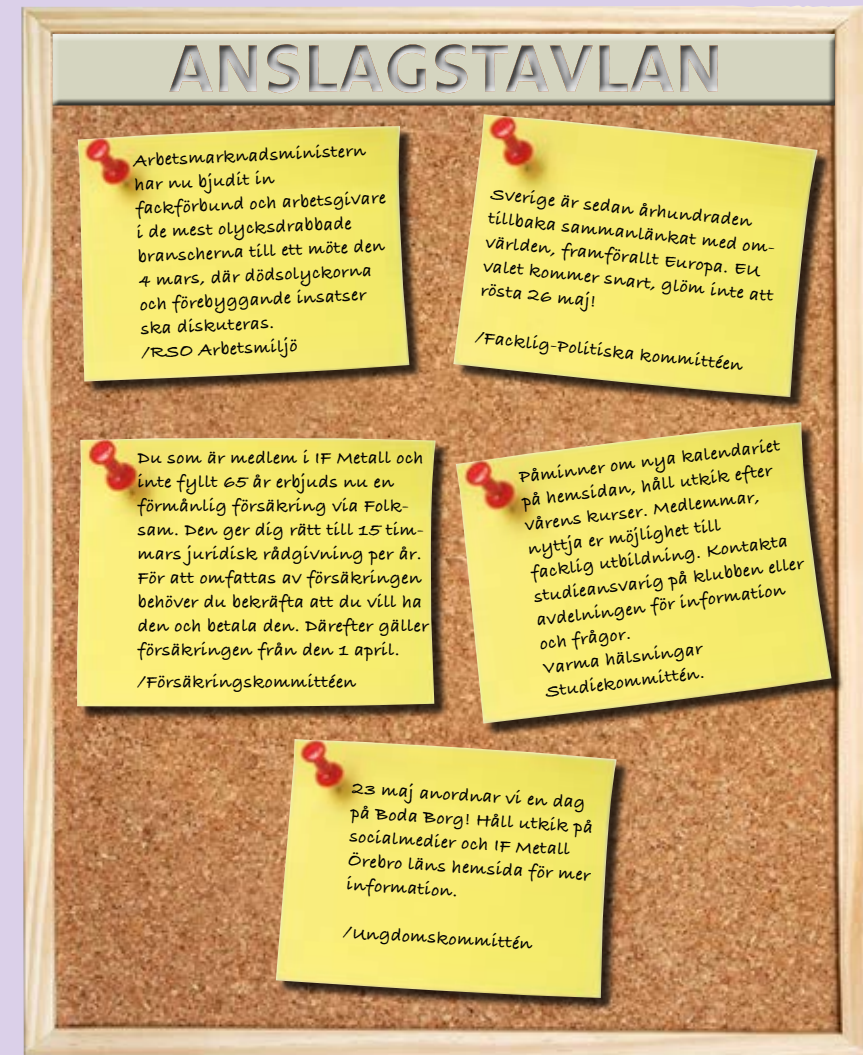 ANSLAGSTAVLAN
Arbetsmarknadsministern
har nu bjudit in
fackförbund och arbetsgivare
i de mest olycksdrabbade
branscherna till ett möte den
4 mars, där dödsolyckorna
och förebyggande insatser
ska diskuteras.
/RSO Arbetsmiljö
Sverige är sedan århundraden
tillbaka sammanlänkat med om-
världen, framförallt Europa. EU
valet kommer snart, glöm inte att
rösta 26 maj!
/Facklig-Politiska kommittéen
Du som är medlem i IF Metall och
inte fyllt 65 år erbjuds nu en
förmånlig försäkring via Folk-
sam. Den ger dig rätt till 15 tim-
mars juridisk rådgivning per år.
För att omfattas av försäkringen
behöver du bekräfta att du vill ha
den och betala den. Därefter gäller
försäkringen från den 1 april.
/Försäkringskommittéen
Påminner om nya kalendariet
på hemsidan, håll utkik efter
vårens kurser. Medlemmar,
nyttja er möjlighet till
facklig utbildning. Kontakta
studieansvarig på klubben eller
avdelningen för information
och frågor.
Varma hälsningar
Studiekommittén.
23 maj anordnar vi en dag
på Boda Borg! Håll utkik på
socialmedier och IF Metall
Örebro läns hemsida för mer
information.
/Ungdomskommittén